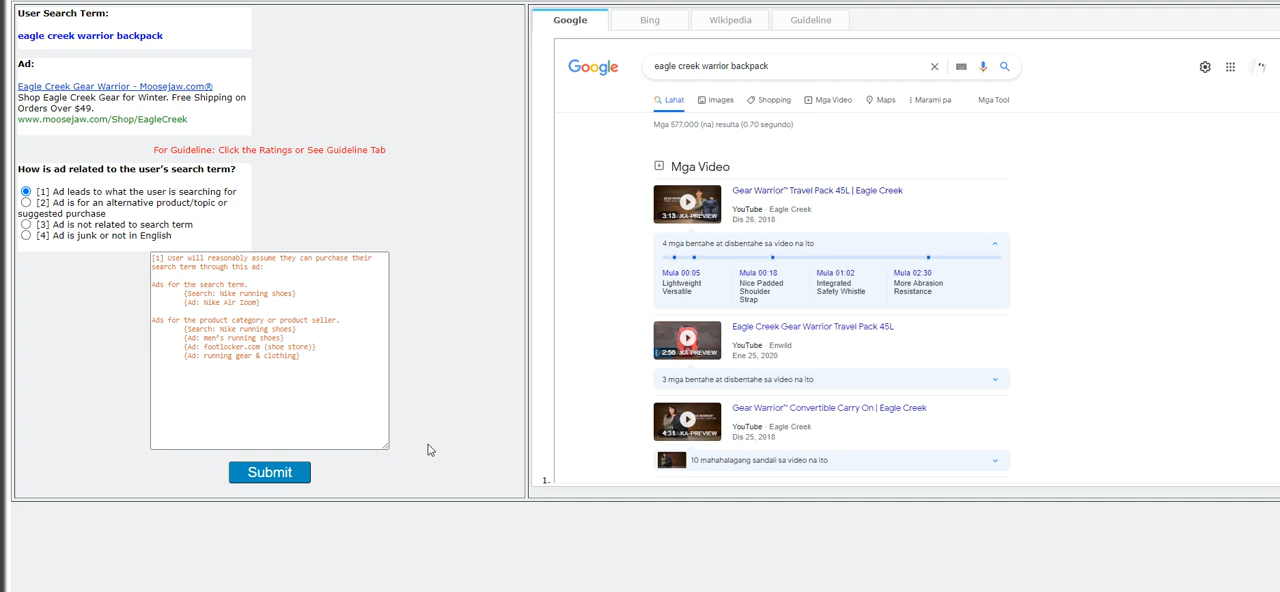 User Search Term:
eagle creek warrior backpack
Ad:
Eagle Creek Gear Warrior - Moosejaw.com®
Shop Eagle Creek Gear for Winter. Free Shipping on
Orders Over $49.
www.moosejaw.com/Shop/EagleCreek
For Guideline: Click the Ratings or See Guideline Tab
How is ad related to the user's search term?
[1] Ad leads to what the user is searching for
[2] Ad is for an alternative product/topic or
suggested purchase
[3] Ad is not related to search term
[4] Ad is junk or not in English
[1] User will reasonably assume they can purchase their
search term through this ad:
Ads for the search term.
{Search: Nike running shoes}
{Ad: Nike Air Zoom}
Ads for the product category or product seller.
{Search: Nike running shoes}
{Ad: men's running shoes}
{Ad: footlocker.com (shoe store)}
{Ad: running gear & clothing}
Submit
Google Bing Wikipedia Guideline
Google
eagle creek warrior backpack
Lahat Images Shopping Mga Video Maps Marami pa Mga Tool
Mga 577,000 (na) resulta (0.70 segundo)
Mga Video
Gear Warrior™ Travel Pack 45L | Eagle Creek
YouTube · Eagle Creek
Dis 26, 2018
3:13 KA-PREVIEW
4 mga bentahe at disbentahe sa video na ito
Mula 00:05 Mula 00:18 Mula 01:02 Mula 02:30
Lightweight Nice Padded Integrated More Abrasion
Versatile Shoulder Safety Whistle Resistance
Strap
Eagle Creek Gear Warrior Travel Pack 45L
YouTube · Enwild
Ene 25, 2020
2:56 KA-PREVIEW
3 mga bentahe at disbentahe sa video na ito
Gear Warrior™ Convertible Carry On | Eagle Creek
YouTube · Eagle Creek
Dis 25, 2018
4:31 KA-PREVIEW
10 mahahalagang sandali sa video na ito
1.